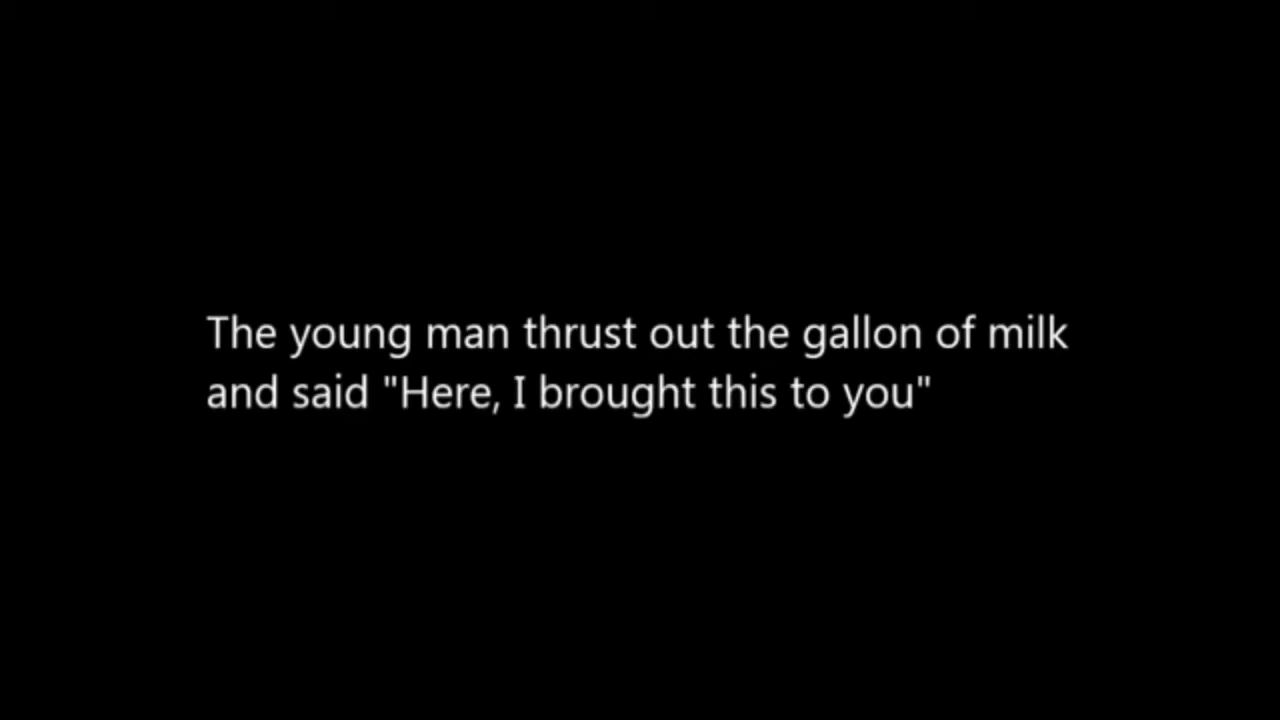 The young man thrust out the gallon of milk
and said "Here, I brought this to you"